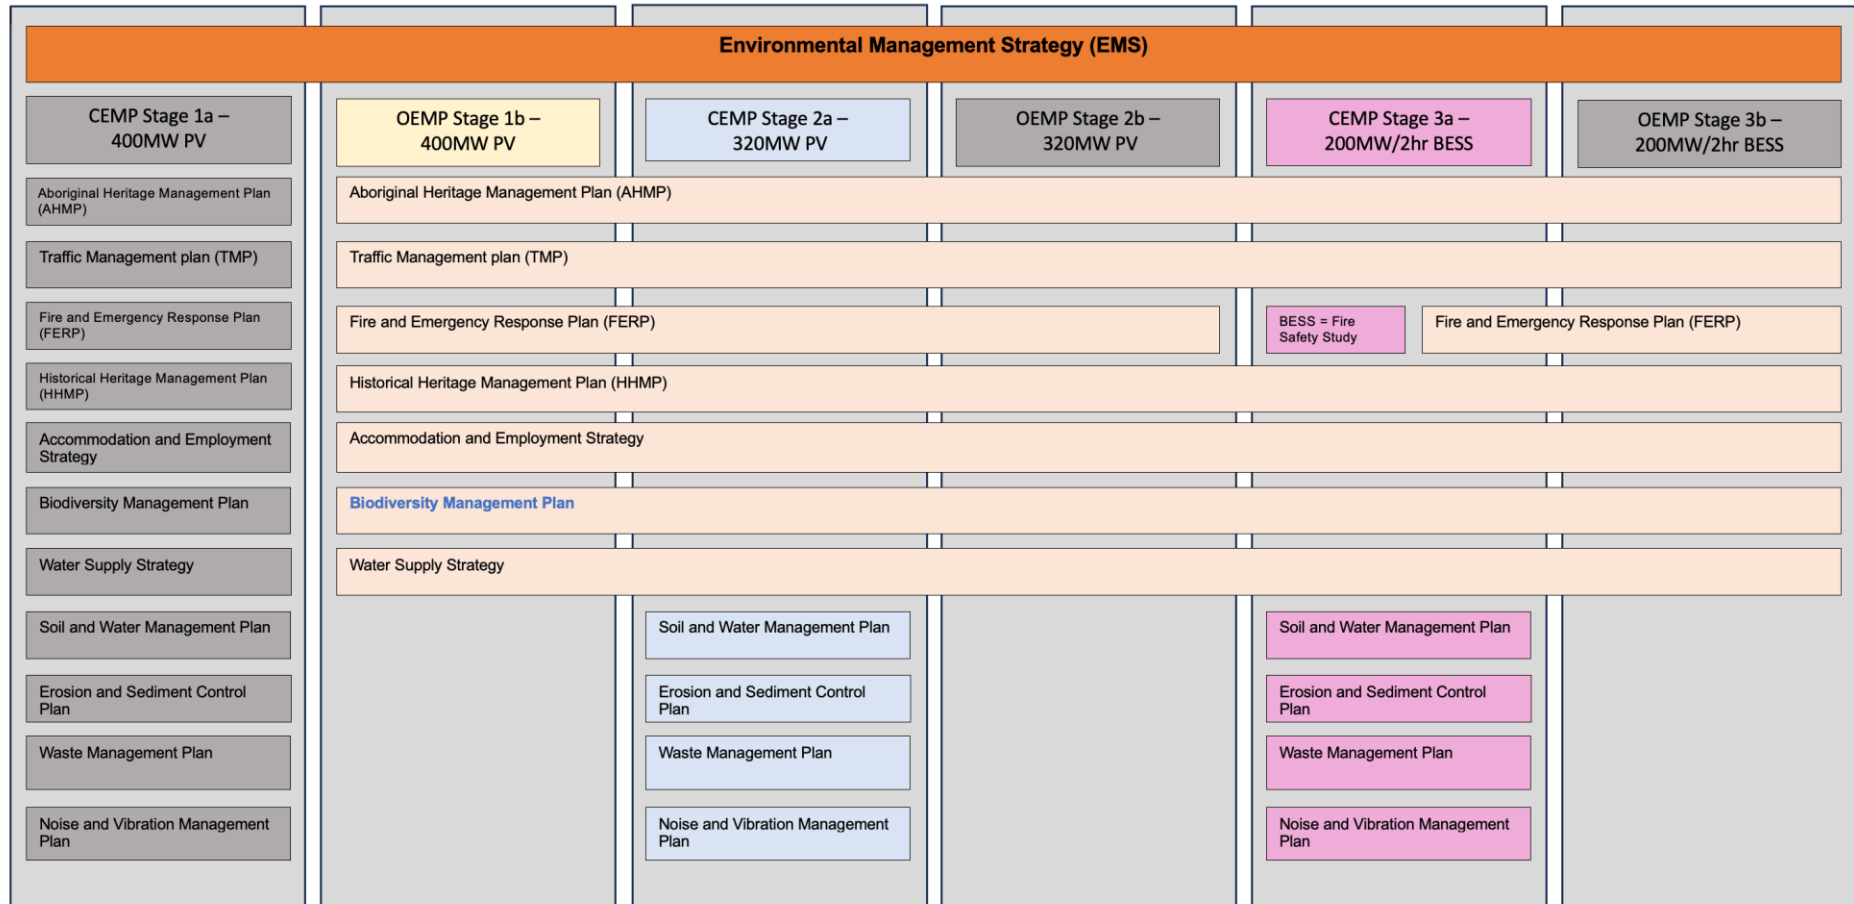 Environmental Management Strategy (EMS)
CEMP Stage 1a –
400MW PV
OEMP Stage 1b –
400MW PV
CEMP Stage 2a –
320MW PV
OEMP Stage 2b –
320MW PV
CEMP Stage 3a –
200MW/2hr BESS
OEMP Stage 3b –
200MW/2hr BESS
Aboriginal Heritage Management Plan
(AHMP)
Aboriginal Heritage Management Plan (AHMP)
Traffic Management plan (TMP)
Traffic Management plan (TMP)
Fire and Emergency Response Plan
(FERP)
Fire and Emergency Response Plan (FERP)
BESS = Fire
Safety Study
Fire and Emergency Response Plan (FERP)
Historical Heritage Management Plan
(HHMP)
Historical Heritage Management Plan (HHMP)
Accommodation and Employment
Strategy
Accommodation and Employment Strategy
Biodiversity Management Plan
Biodiversity Management Plan
Water Supply Strategy
Water Supply Strategy
Soil and Water Management Plan
Soil and Water Management Plan
Soil and Water Management Plan
Erosion and Sediment Control
Plan
Erosion and Sediment Control
Plan
Erosion and Sediment Control
Plan
Waste Management Plan
Waste Management Plan
Waste Management Plan
Noise and Vibration Management
Plan
Noise and Vibration Management
Plan
Noise and Vibration Management
Plan